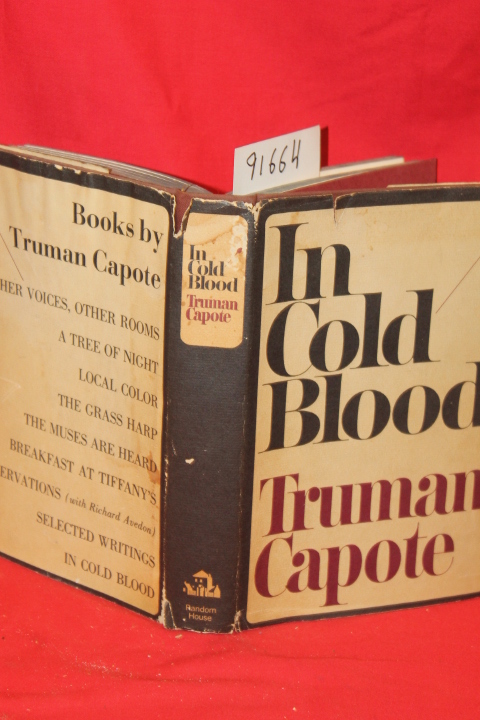 91664
Books by
Truman Capote
HER VOICES, OTHER ROOMS
A TREE OF NIGHT
LOCAL COLOR
THE GRASS HARP
THE MUSES ARE HEARD
BREAKFAST AT TIFFANY'S
ERVATIONS (with Richard Avedon)
SELECTED WRITINGS
IN COLD BLOOD
In
Cold
Blood
Truman
Capote
Random
House
In
Cold
Blood
Truman
Capote